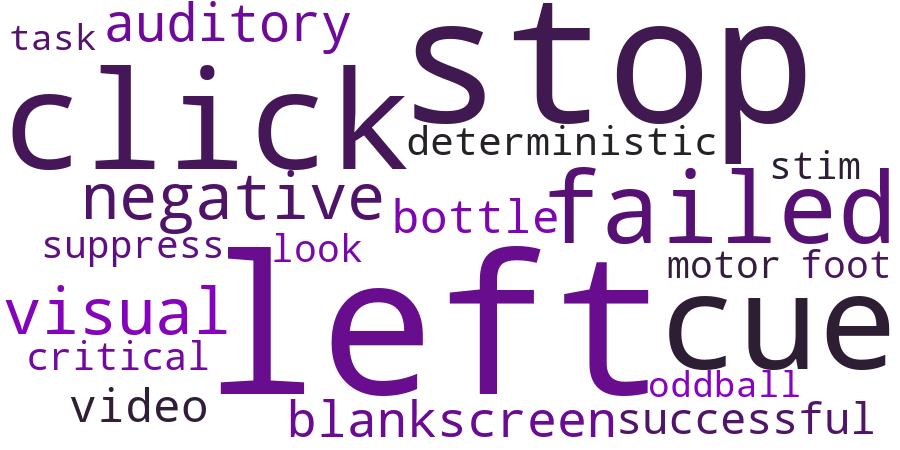 task auditory stop
click
deterministic
stim
negative bottle failed
suppress look
motor foot
visual left cue
critical
oddball
video blankscreen successful